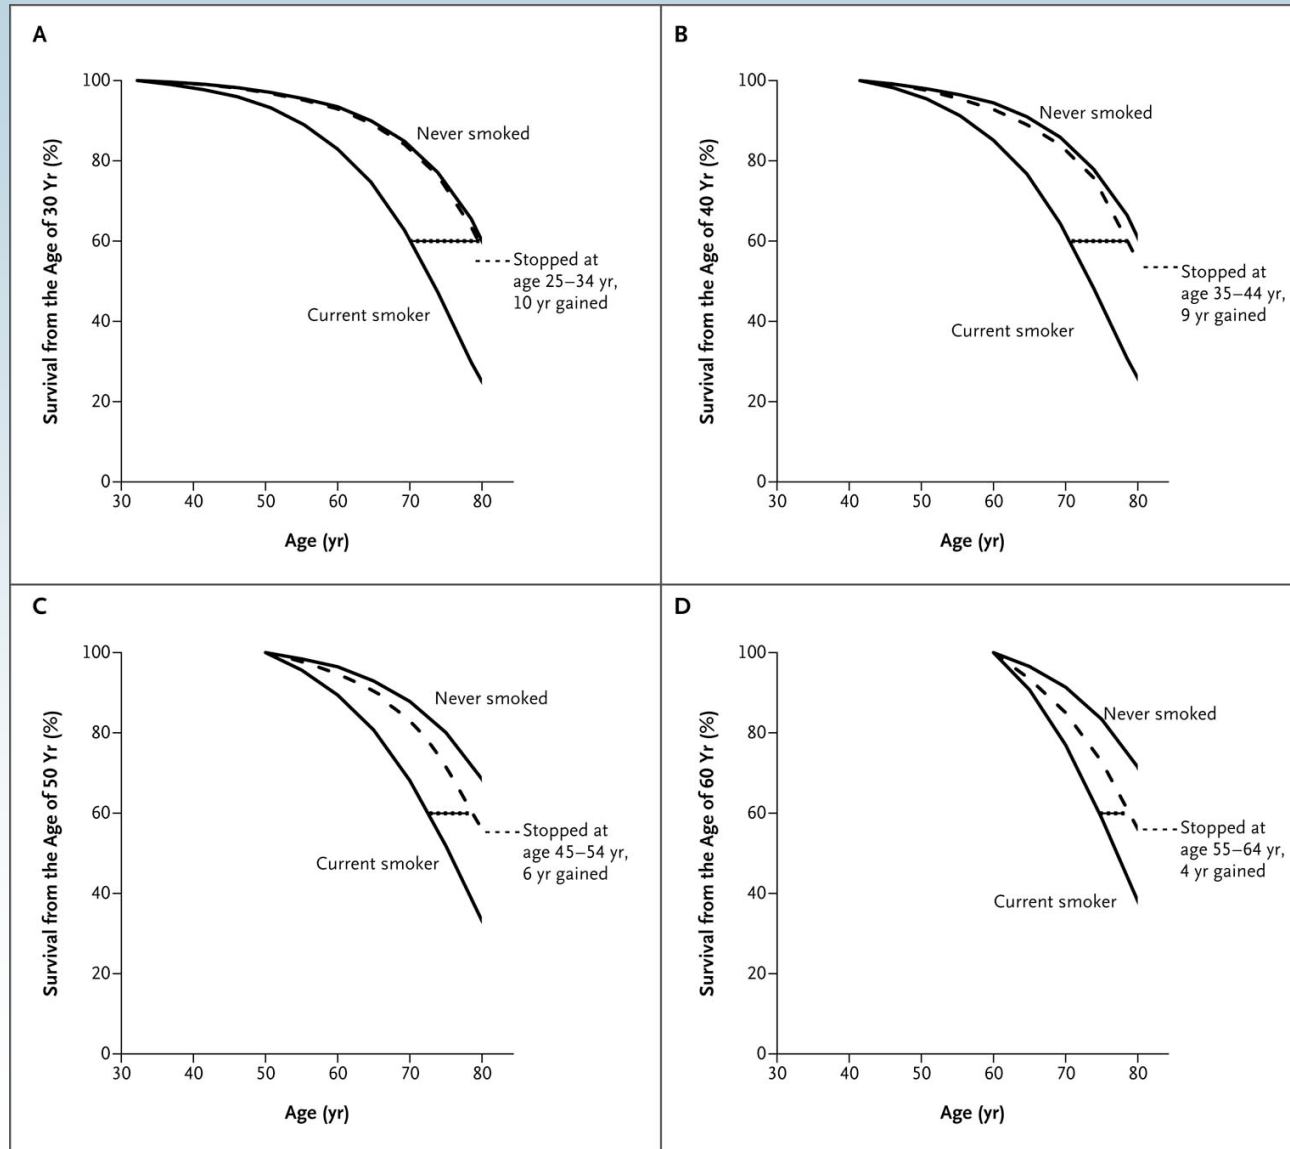 A
Survival from the Age of 30 Yr (%)
100
80
60
40
20
0
30 40 50 60 70 80
Age (yr)
Never smoked
Current smoker
Stopped at
age 25–34 yr,
10 yr gained
B
Survival from the Age of 40 Yr (%)
100
80
60
40
20
0
30 40 50 60 70 80
Age (yr)
Never smoked
Current smoker
Stopped at
age 35–44 yr,
9 yr gained
C
Survival from the Age of 50 Yr (%)
100
80
60
40
20
0
30 40 50 60 70 80
Age (yr)
Never smoked
Current smoker
Stopped at
age 45–54 yr,
6 yr gained
D
Survival from the Age of 60 Yr (%)
100
80
60
40
20
0
30 40 50 60 70 80
Age (yr)
Never smoked
Current smoker
Stopped at
age 55–64 yr,
4 yr gained